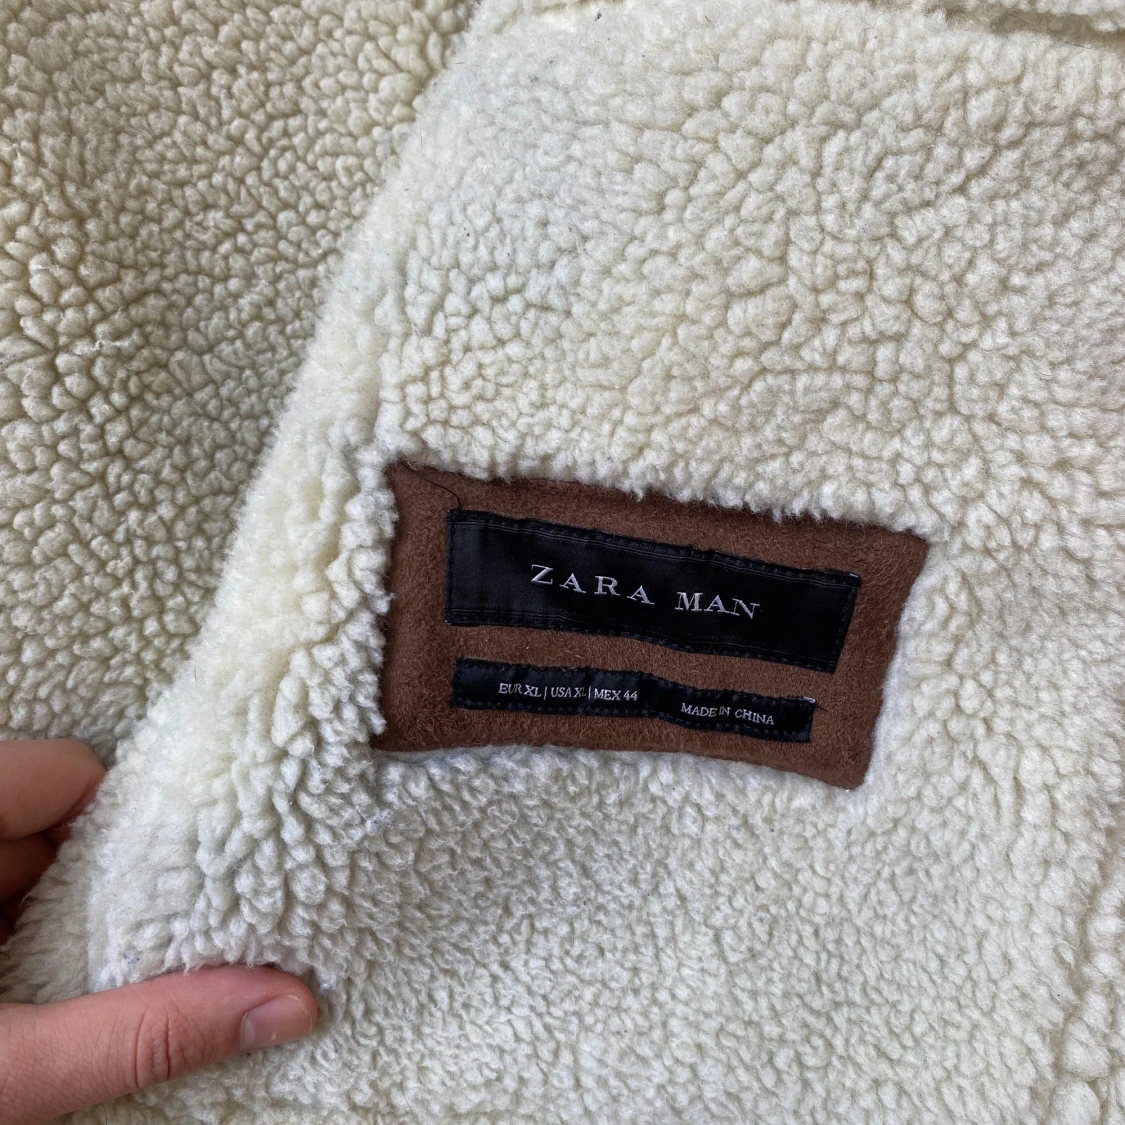 ZARA MAN
EUR XL | USA XL | MEX 44
MADE IN CHINA